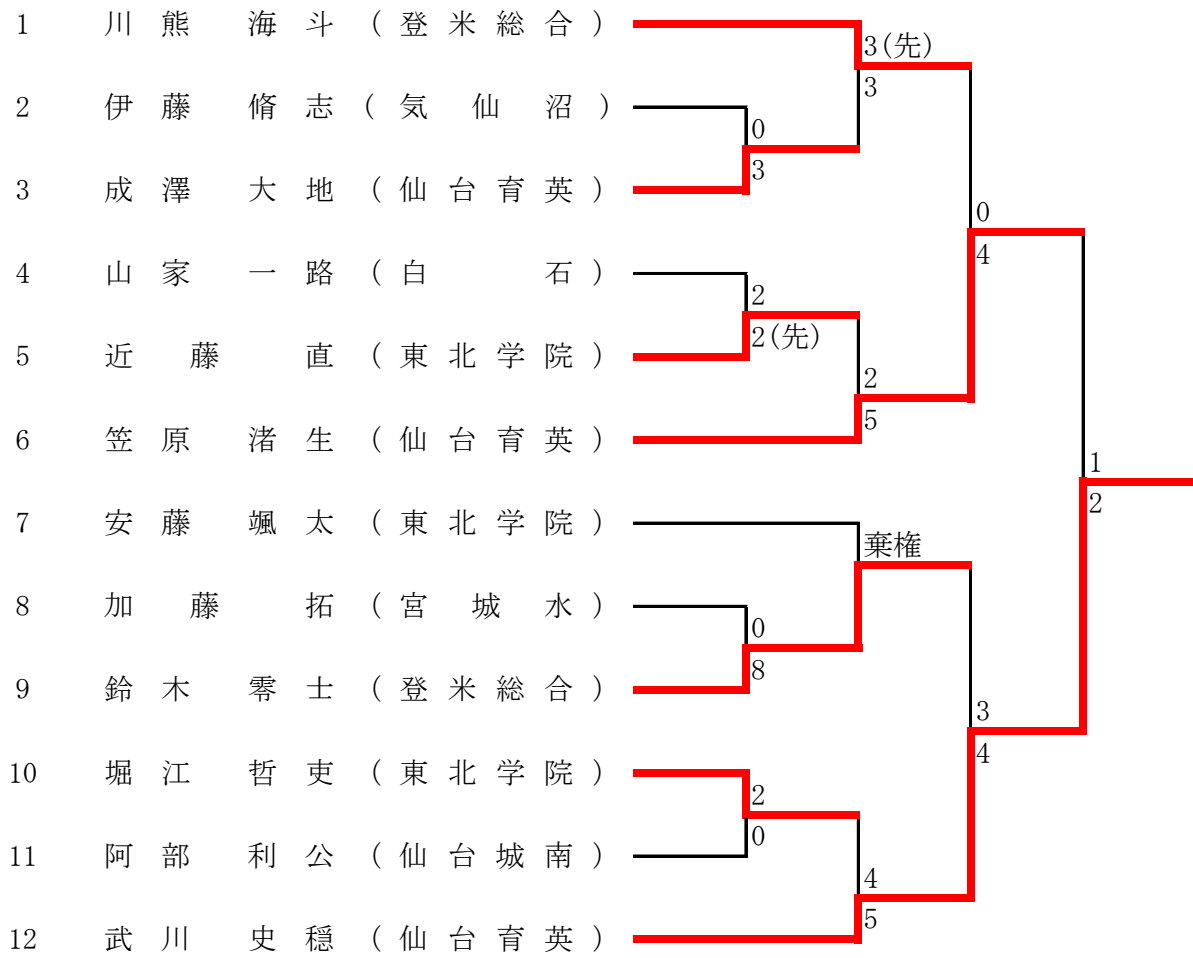 1 川熊 海斗 (登米総合)
3(先)
3
2 伊藤 脩志 (気仙沼)
0
3
3 成澤 大地 (仙台育英)
0
4
4 山家 一路 (白石)
2
2(先)
5 近藤 直 (東北学院)
2
5
6 笠原 渚生 (仙台育英)
1
2
7 安藤 颯太 (東北学院)
棄権
8 加藤 拓 (宮城水)
0
8
9 鈴木 零士 (登米総合)
3
4
10 堀江 哲吏 (東北学院)
2
0
11 阿部 利公 (仙台城南)
4
5
12 武川 史穏 (仙台育英)